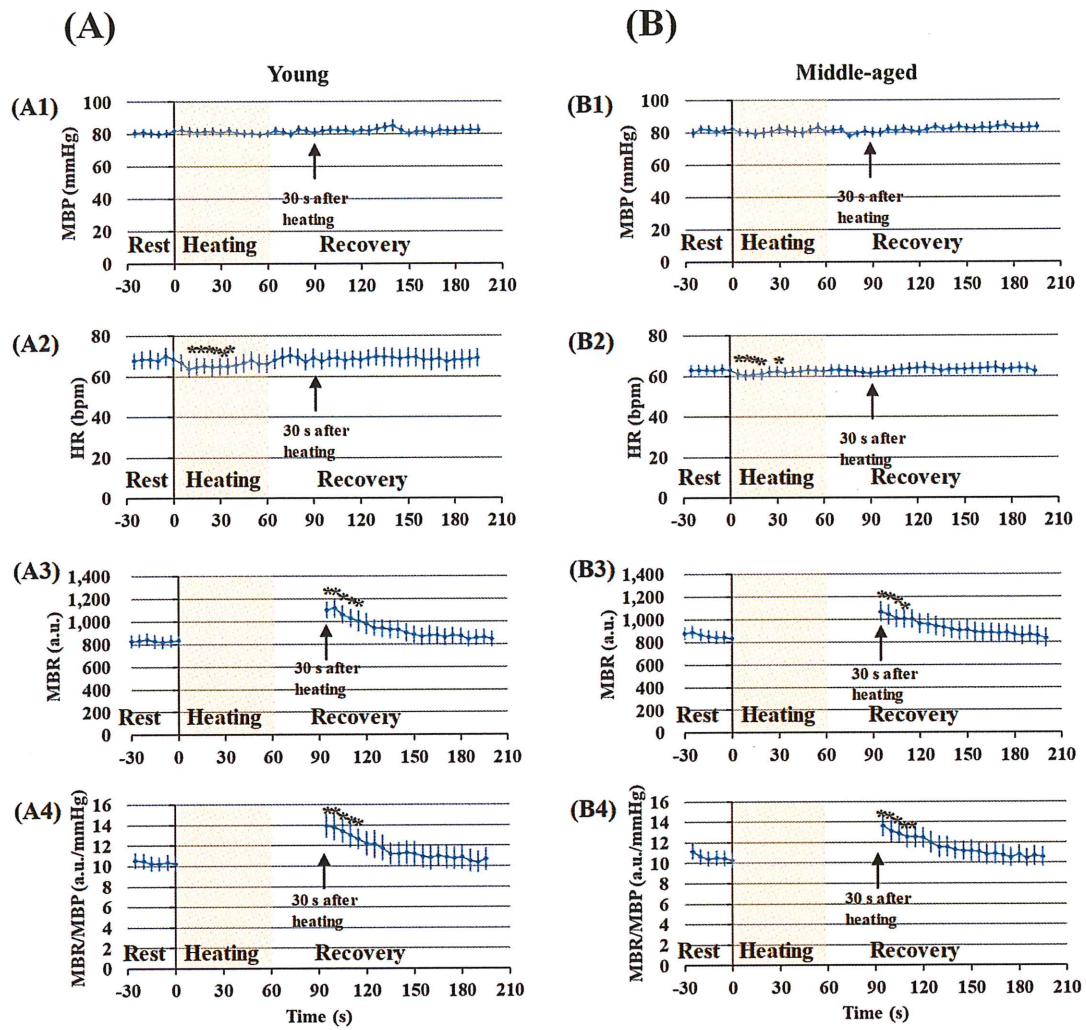 (A)
Young
(A1)
MBP (mmHg)
100
80
60
40
20
0
30 s after
heating
Rest Heating Recovery
-30 0 30 60 90 120 150 180 210
(A2)
HR (bpm)
80
60
40
20
0
******
30 s after
heating
Rest Heating Recovery
-30 0 30 60 90 120 150 180 210
(A3)
MBR (a.u.)
1,400
1,200
1,000
800
600
400
200
0
*****
30 s after
heating
Rest Heating Recovery
-30 0 30 60 90 120 150 180 210
(A4)
MBR/MBP (a.u./mmHg)
16
14
12
10
8
6
4
2
0
*****
30 s after
heating
Rest Heating Recovery
-30 0 30 60 90 120 150 180 210
Time (s)
(B)
Middle-aged
(B1)
MBP (mmHg)
100
80
60
40
20
0
30 s after
heating
Rest Heating Recovery
-30 0 30 60 90 120 150 180 210
(B2)
HR (bpm)
80
60
40
20
0
**** *
30 s after
heating
Rest Heating Recovery
-30 0 30 60 90 120 150 180 210
(B3)
MBR (a.u.)
1,400
1,200
1,000
800
600
400
200
0
****
30 s after
heating
Rest Heating Recovery
-30 0 30 60 90 120 150 180 210
(B4)
MBR/MBP (a.u./mmHg)
16
14
12
10
8
6
4
2
0
*****
30 s after
heating
Rest Heating Recovery
-30 0 30 60 90 120 150 180 210
Time (s)